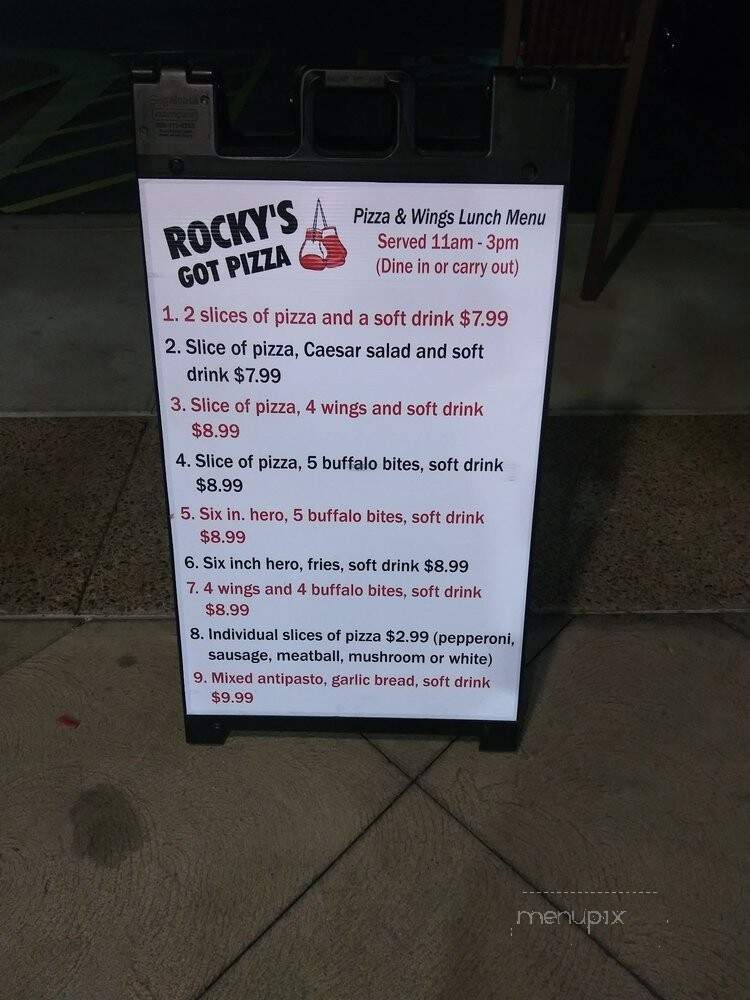 ROCKY'S
GOT PIZZA
Pizza & Wings Lunch Menu
Served 11am - 3pm
(Dine in or carry out)
1. 2 slices of pizza and a soft drink $7.99
2. Slice of pizza, Caesar salad and soft
drink $7.99
3. Slice of pizza, 4 wings and soft drink
$8.99
4. Slice of pizza, 5 buffalo bites, soft drink
$8.99
5. Six in. hero, 5 buffalo bites, soft drink
$8.99
6. Six inch hero, fries, soft drink $8.99
7. 4 wings and 4 buffalo bites, soft drink
$8.99
8. Individual slices of pizza $2.99 (pepperoni,
sausage, meatball, mushroom or white)
9. Mixed antipasto, garlic bread, soft drink
$9.99
menupix